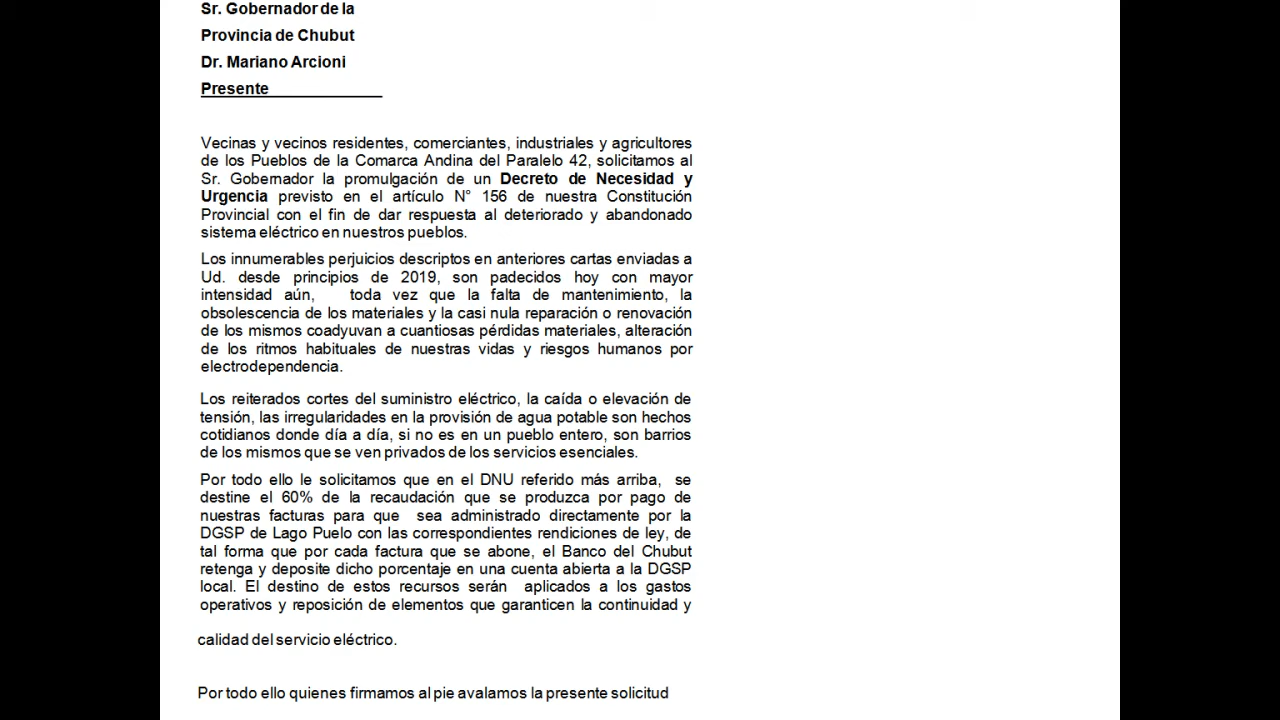 Sr. Gobernador de la
Provincia de Chubut
Dr. Mariano Arcioni
Presente
Vecinas y vecinos residentes, comerciantes, industriales y agricultores
de los Pueblos de la Comarca Andina del Paralelo 42, solicitamos al
Sr. Gobernador la promulgación de un Decreto de Necesidad y
Urgencia previsto en el artículo N° 156 de nuestra Constitución
Provincial con el fin de dar respuesta al deteriorado y abandonado
sistema eléctrico en nuestros pueblos.
Los innumerables perjuicios descriptos en anteriores cartas enviadas a
Ud. desde principios de 2019, son padecidos hoy con mayor
intensidad aún, toda vez que la falta de mantenimiento, la
obsolescencia de los materiales y la casi nula reparación o renovación
de los mismos coadyuvan a cuantiosas pérdidas materiales, alteración
de los ritmos habituales de nuestras vidas y riesgos humanos por
electrodependencia.
Los reiterados cortes del suministro eléctrico, la caída o elevación de
tensión, las irregularidades en la provisión de agua potable son hechos
cotidianos donde día a día, si no es en un pueblo entero, son barrios
de los mismos que se ven privados de los servicios esenciales.
Por todo ello le solicitamos que en el DNU referido más arriba, se
destine el 60% de la recaudación que se produzca por pago de
nuestras facturas para que sea administrado directamente por la
DGSP de Lago Puelo con las correspondientes rendiciones de ley, de
tal forma que por cada factura que se abone, el Banco del Chubut
retenga y deposite dicho porcentaje en una cuenta abierta a la DGSP
local. El destino de estos recursos serán aplicados a los gastos
operativos y reposición de elementos que garanticen la continuidad y
calidad del servicio eléctrico.
Por todo ello quienes firmamos al pie avalamos la presente solicitud